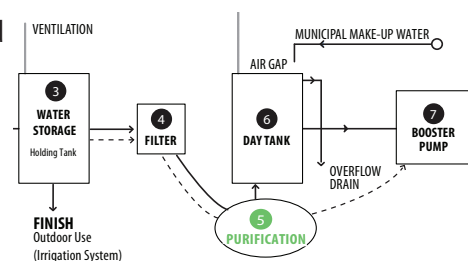 VENTILATION
MUNICIPAL MAKE-UP WATER
AIR GAP
3
WATER
STORAGE
Holding Tank
4
FILTER
6
DAY TANK
7
BOOSTER
PUMP
OVERFLOW
DRAIN
5
PURIFICATION
FINISH
Outdoor Use
(Irrigation System)